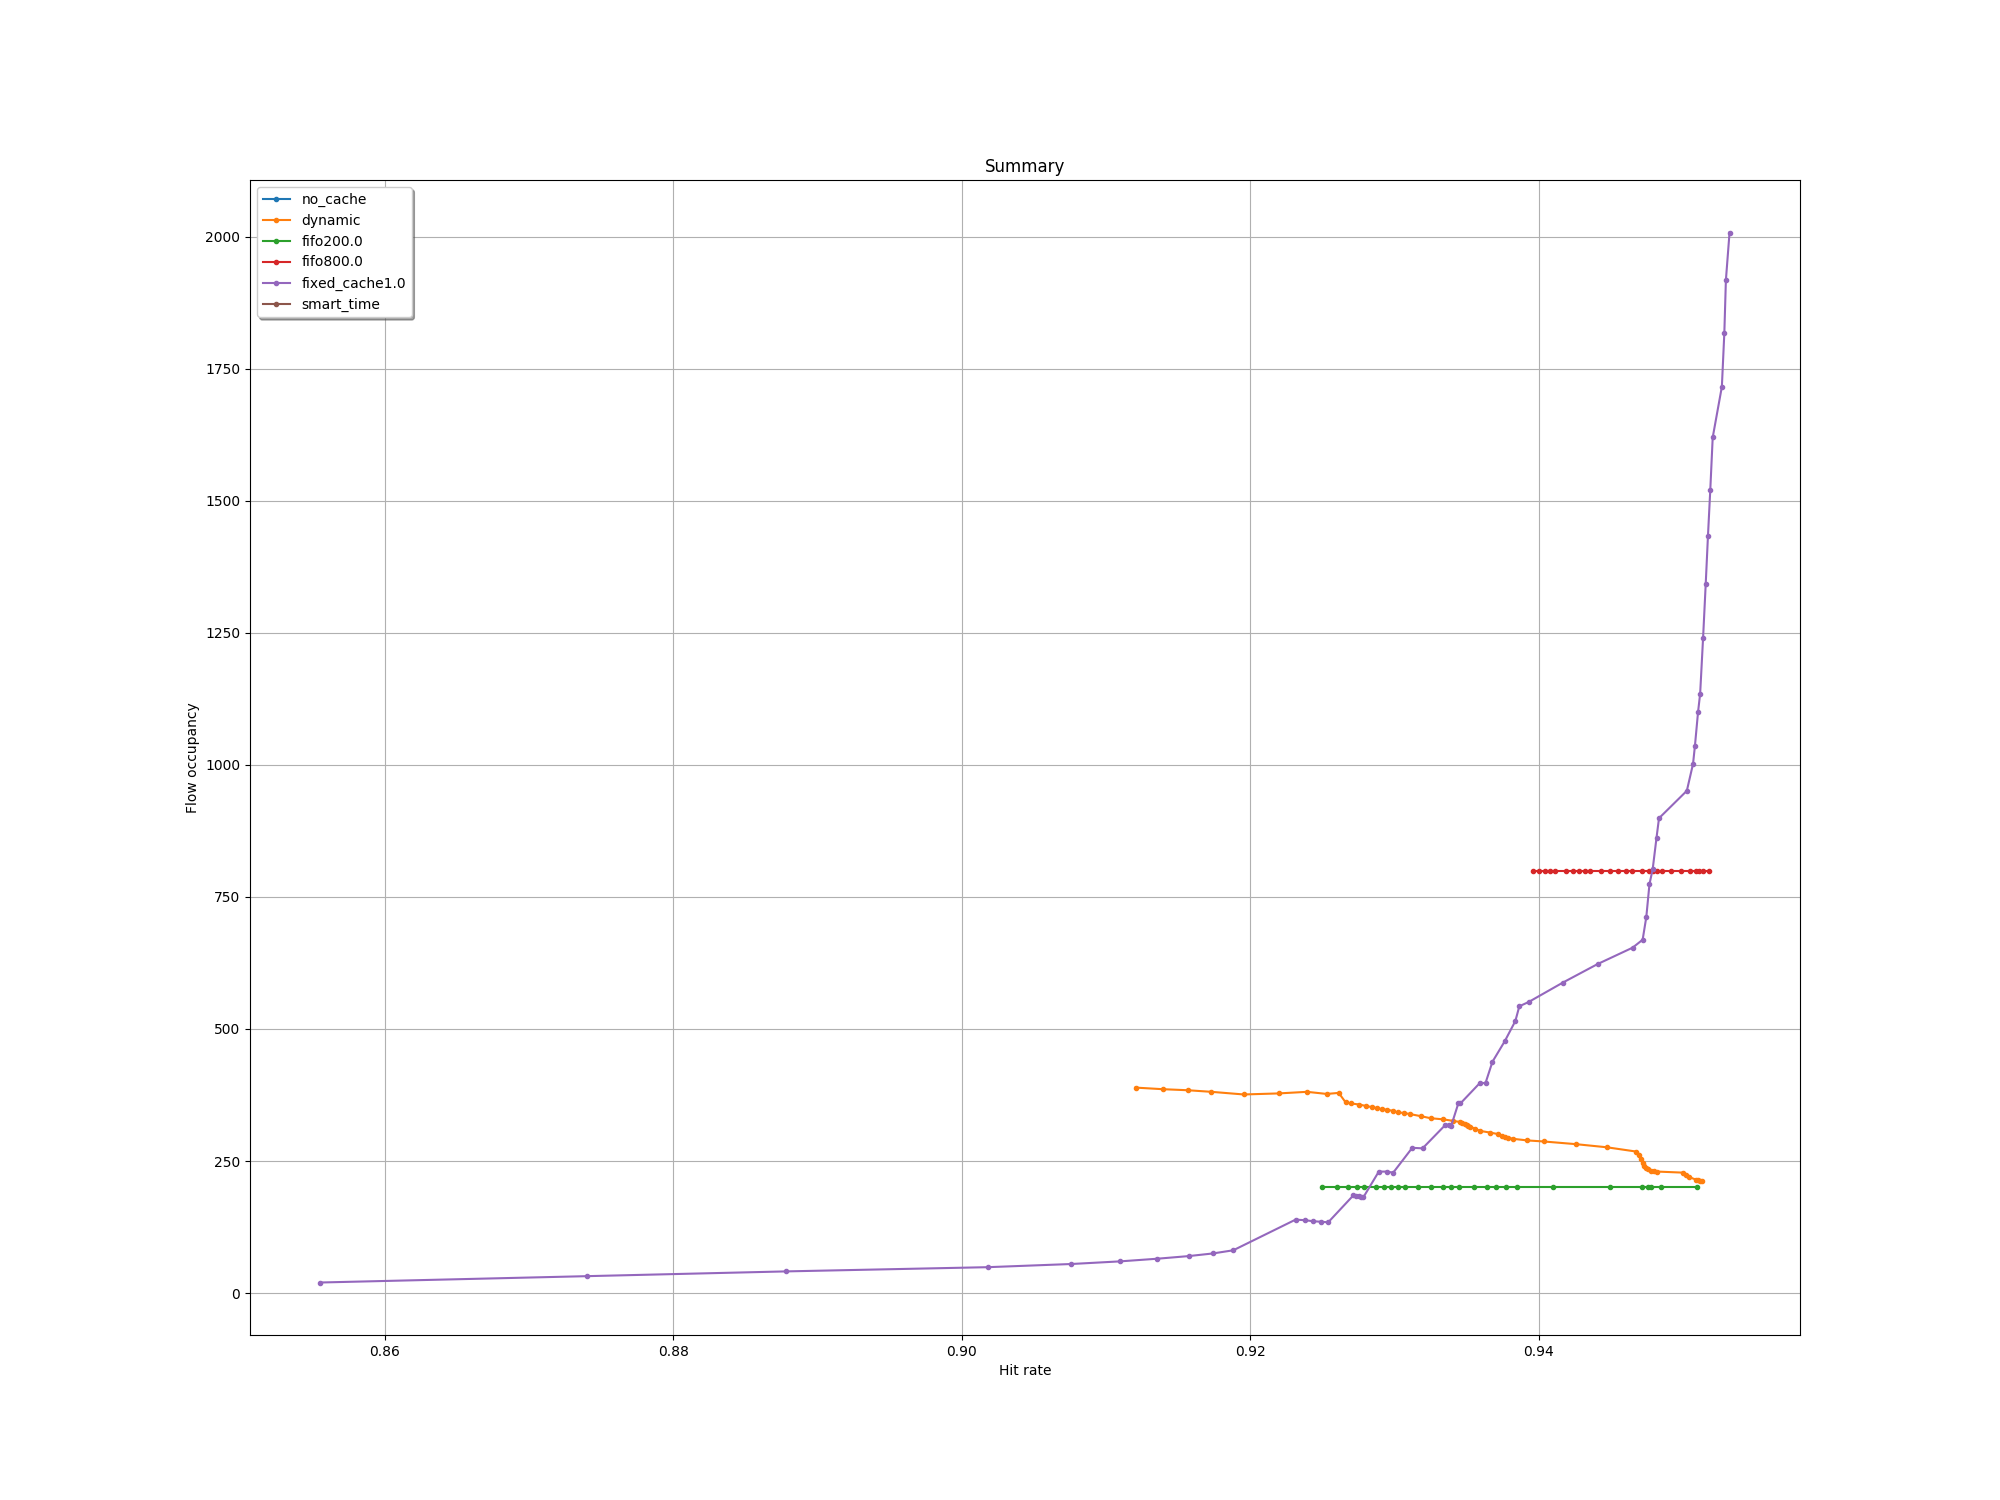 Summary
no_cache
dynamic
fifo200.0
fifo800.0
fixed_cache1.0
smart_time
2000
1750
1500
1250
1000
750
500
250
0
Flow occupancy
0.86 0.88 0.90 0.92 0.94
Hit rate